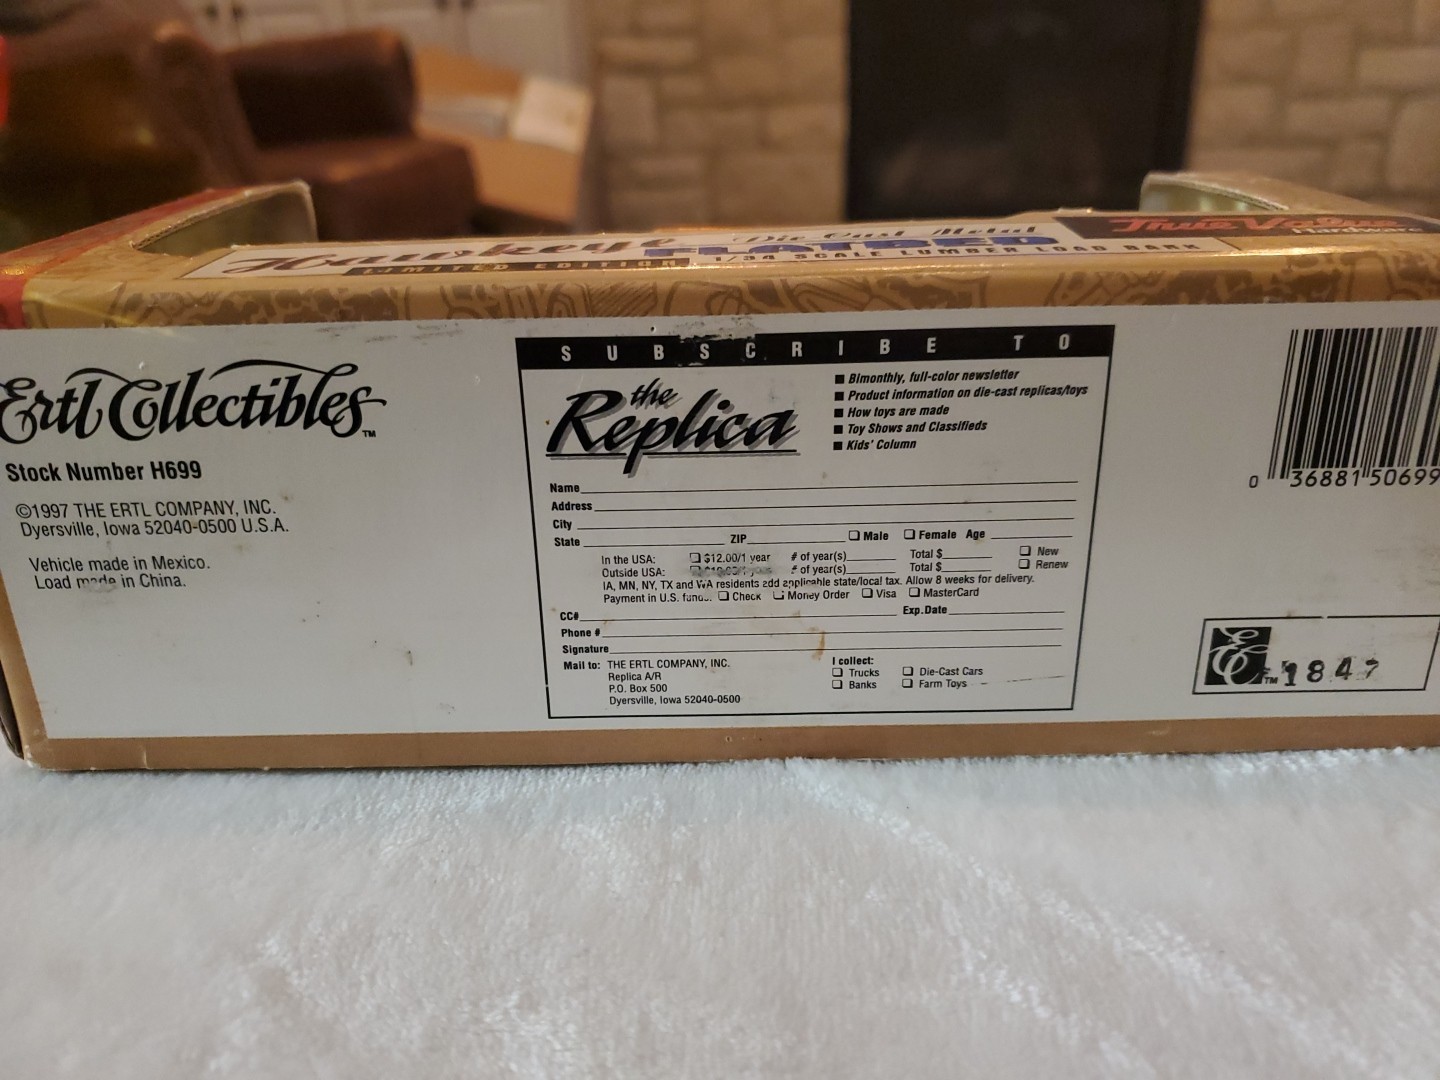 Hawkeye Die Cast Metal True Value
FLATBED Hardware
LIMITED EDITION 1/34 SCALE LUMBER LOAD BANK
Ertl Collectibles™
Stock Number H699
©1997 THE ERTL COMPANY, INC.
Dyersville, Iowa 52040-0500 U.S.A.
Vehicle made in Mexico.
Load made in China.
SUBSCRIBE TO
the
Replica
■ Bimonthly, full-color newsletter
■ Product information on die-cast replicas/toys
■ How toys are made
■ Toy Shows and Classifieds
■ Kids' Column
Name
Address
City
State ZIP ❏ Male ❏ Female Age
In the USA: ❏ $12.00/1 year # of year(s) Total $ ❏ New
Outside USA: ❏ # of year(s) Total $ ❏ Renew
IA, MN, NY, TX and WA residents add applicable state/local tax. Allow 8 weeks for delivery.
Payment in U.S. funds. ❏ Check ❏ Money Order ❏ Visa ❏ MasterCard
CC# Exp.Date
Phone #
Signature
Mail to: THE ERTL COMPANY, INC.
Replica A/R
P.O. Box 500
Dyersville, Iowa 52040-0500
I collect:
❏ Trucks ❏ Die-Cast Cars
❏ Banks ❏ Farm Toys
0 36881 50699
E™ 1847